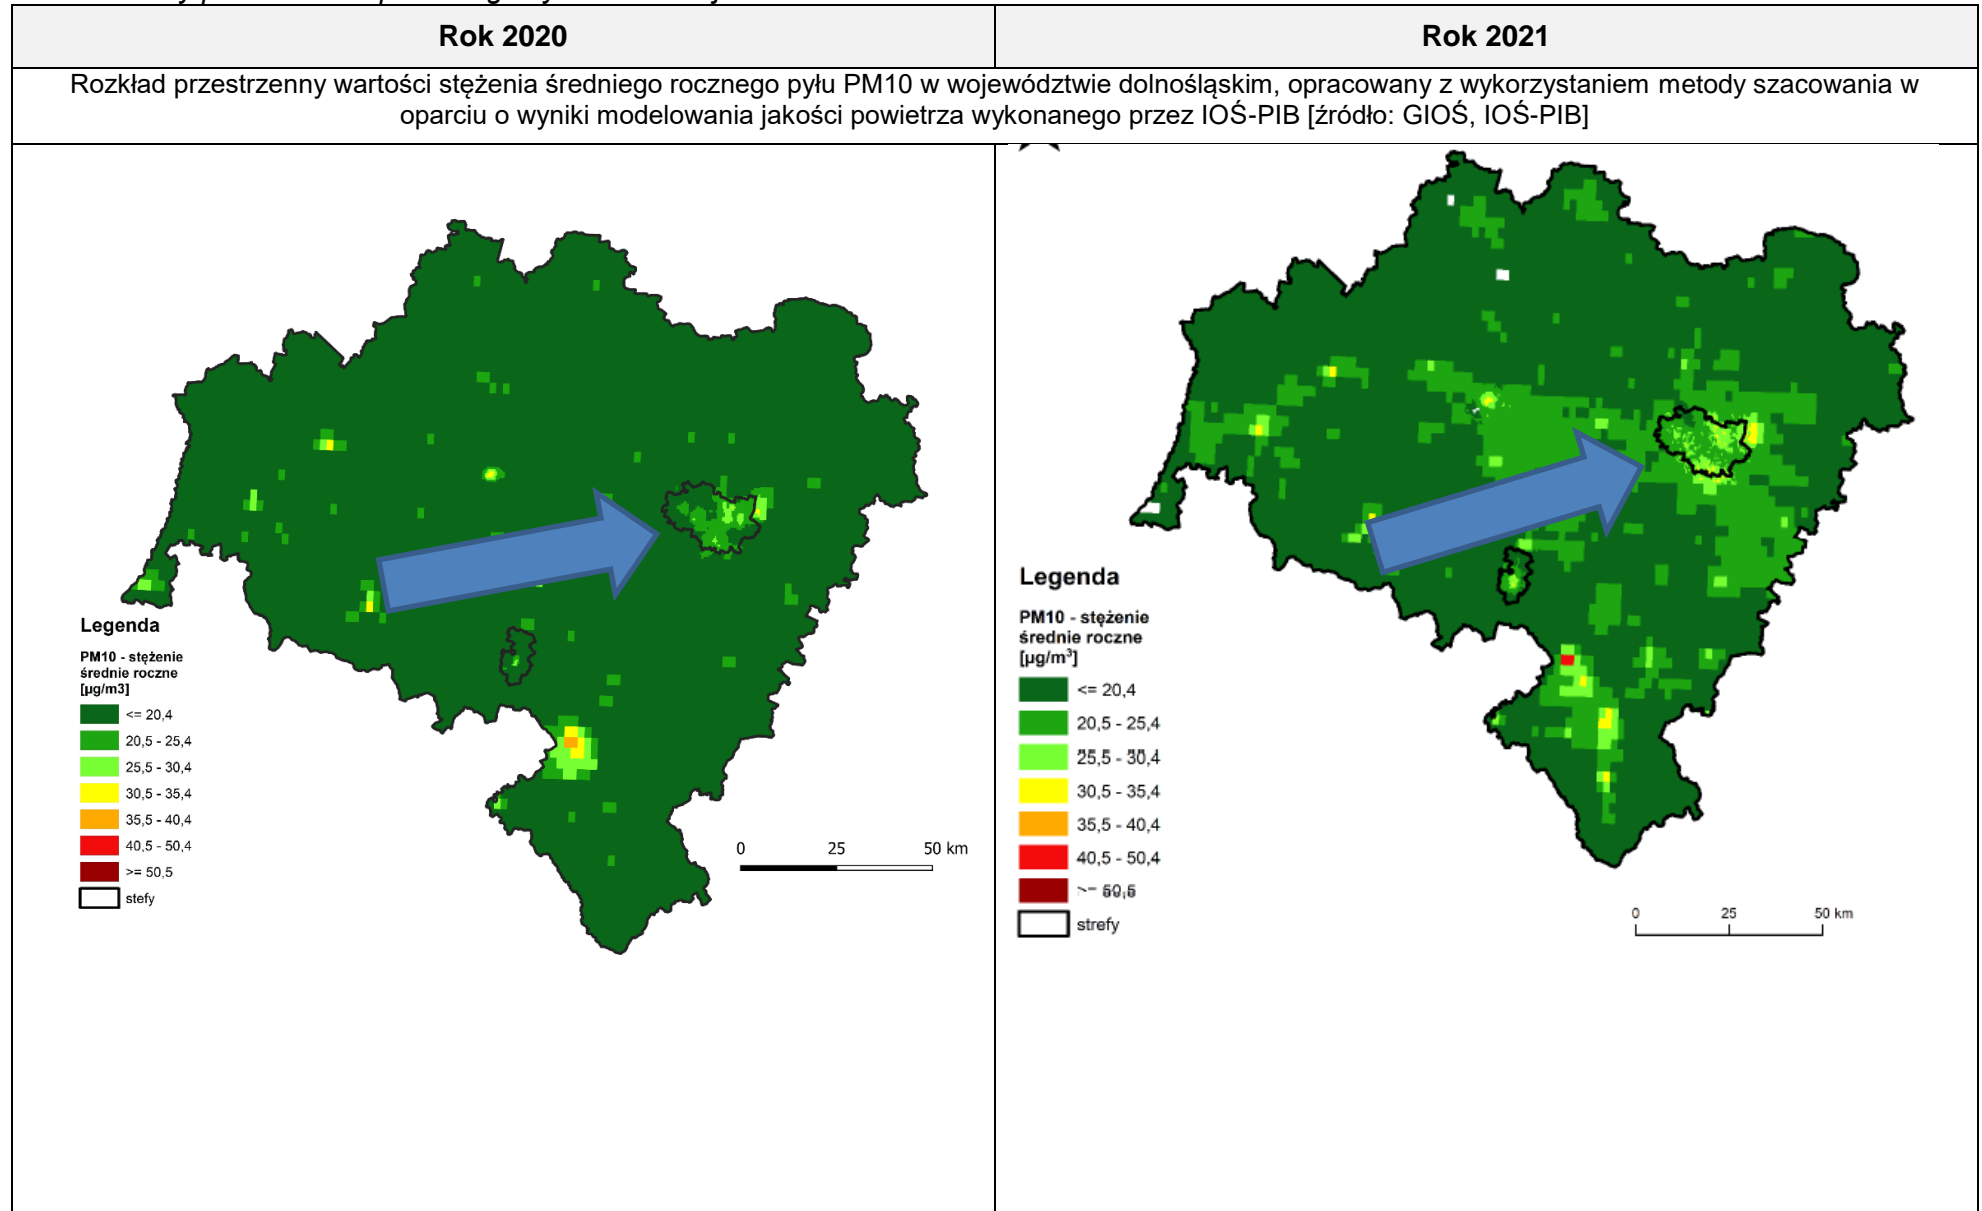 Rok 2020
Rok 2021
Rozkład przestrzenny wartości stężenia średniego rocznego pyłu PM10 w województwie dolnośląskim, opracowany z wykorzystaniem metody szacowania w
oparciu o wyniki modelowania jakości powietrza wykonanego przez IOŚ-PIB [źródło: GIOŚ, IOŚ-PIB]
Legenda
PM10 - stężenie
średnie roczne
[µg/m3]
<= 20,4
20,5 - 25,4
25,5 - 30,4
30,5 - 35,4
35,5 - 40,4
40,5 - 50,4
>= 50,5
stefy
0 25 50 km
Legenda
PM10 - stężenie
średnie roczne
[µg/m³]
<= 20,4
20,5 - 25,4
25,5 - 30,4
30,5 - 35,4
35,5 - 40,4
40,5 - 50,4
strefy
0 25 50 km